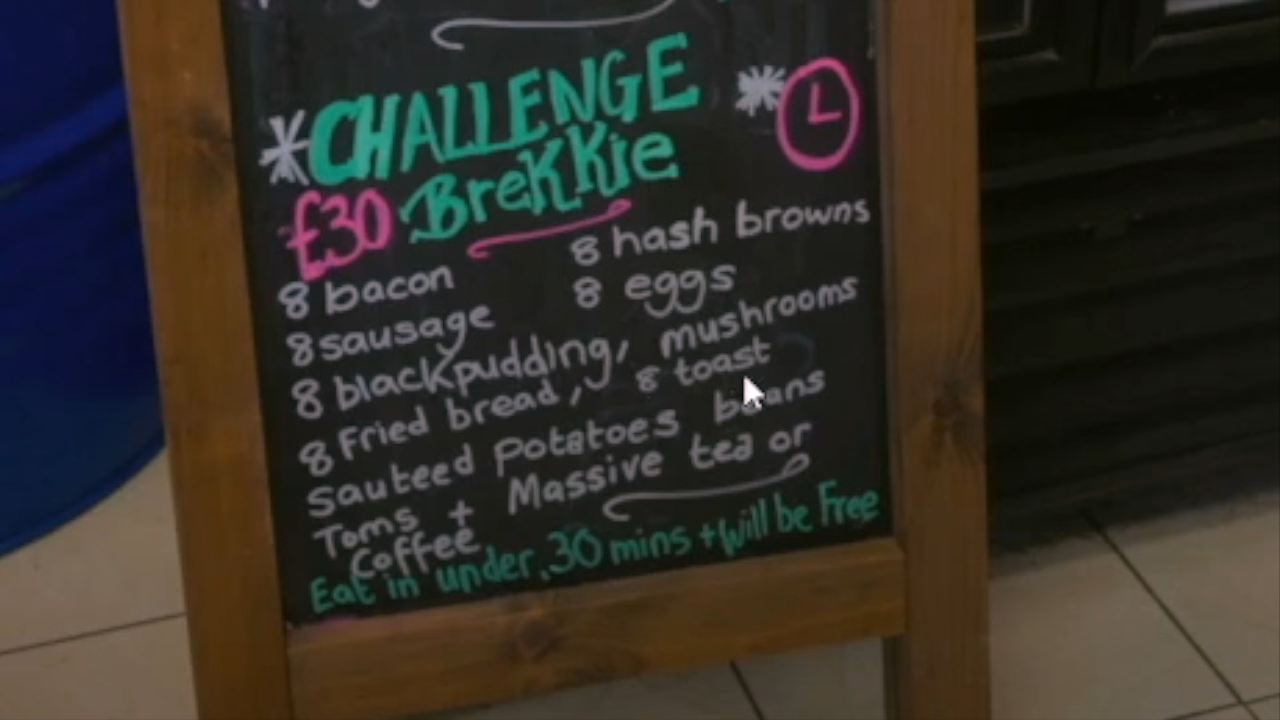 *CHALLENGE *
£30 BreKKie
8 bacon 8 hash browns
8 sausage 8 eggs
8 blackpudding, mushrooms
8 Fried bread, 8 toast
Sauteed Potatoes beans
Toms + Massive tea or
Coffee
Eat in under 30 mins + Will be Free